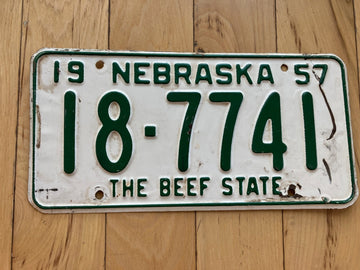 19 NEBRASKA 57
18-7741
THE BEEF STATE